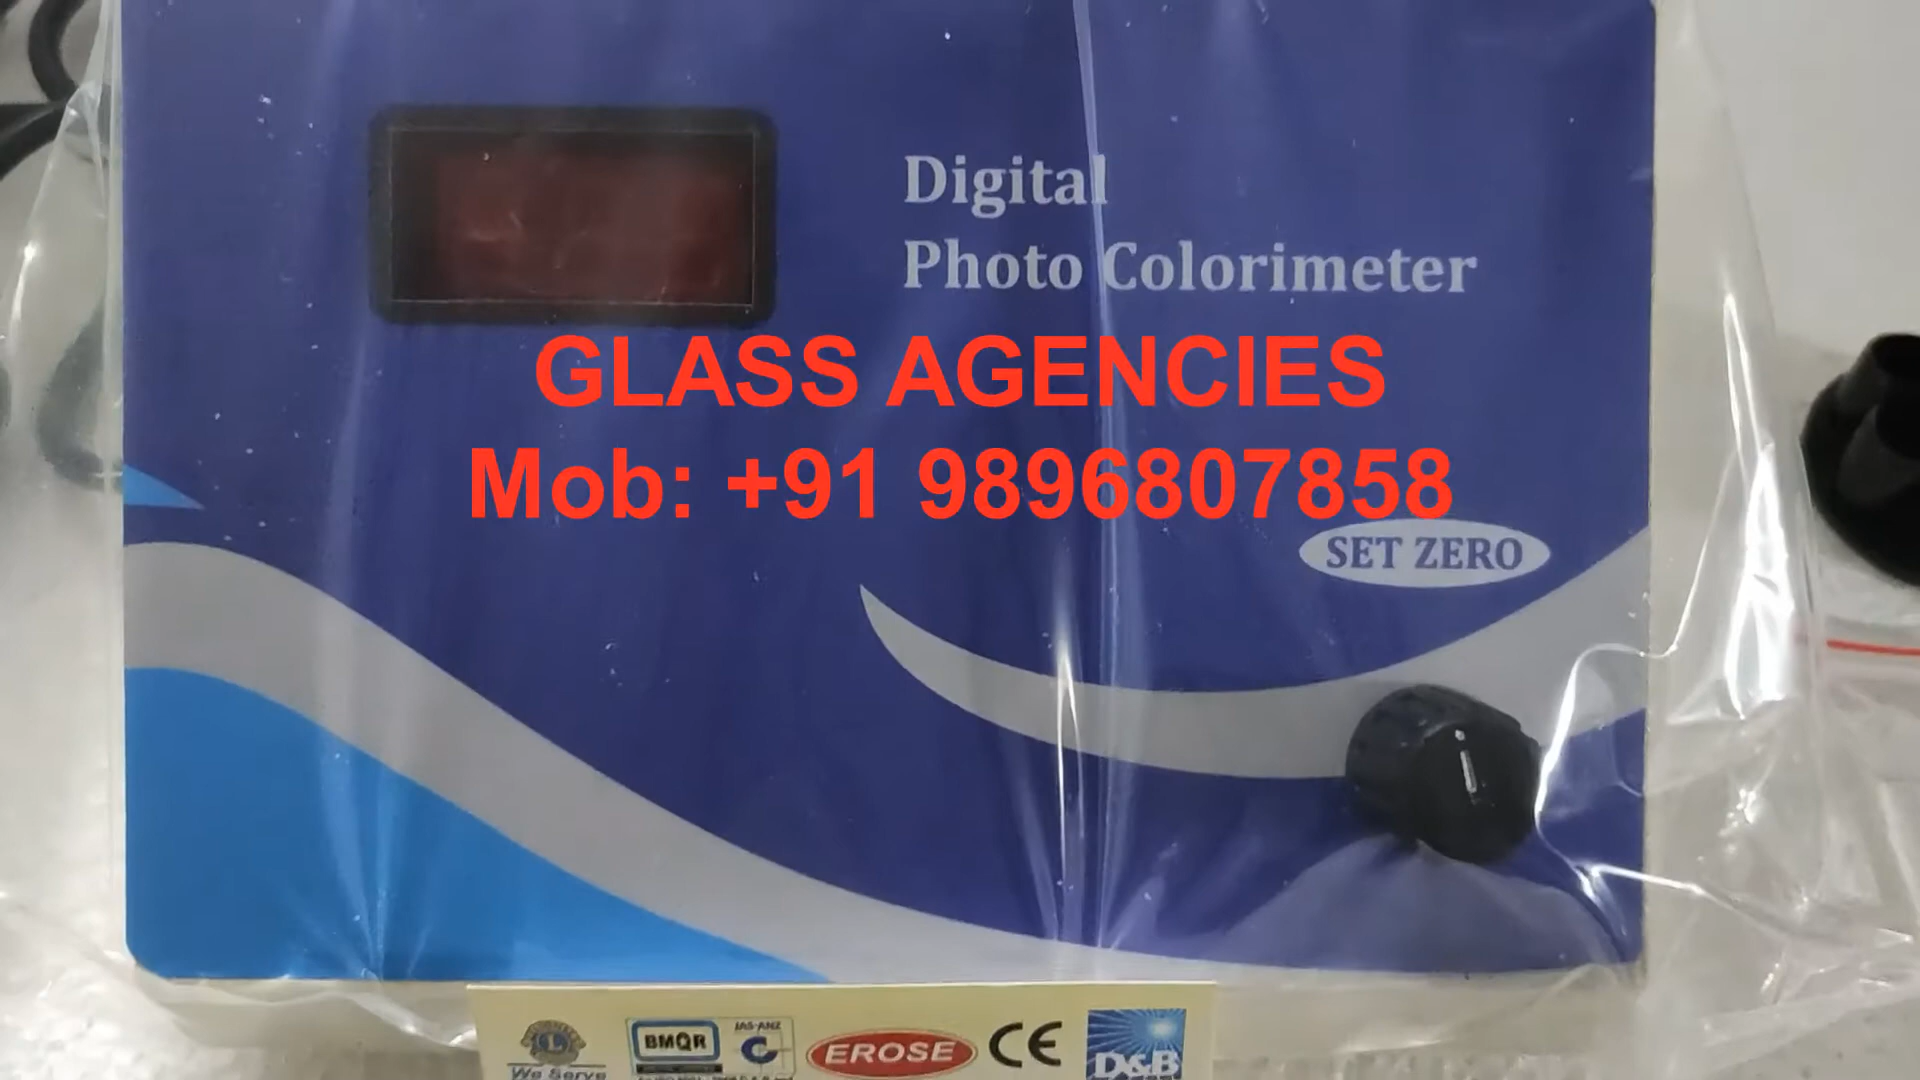 Digital
Photo Colorimeter
GLASS AGENCIES
Mob: +91 9896807858
SET ZERO
L
We Serve
BMQR
JAS-ANZ
C
EROSE
CE
D&B